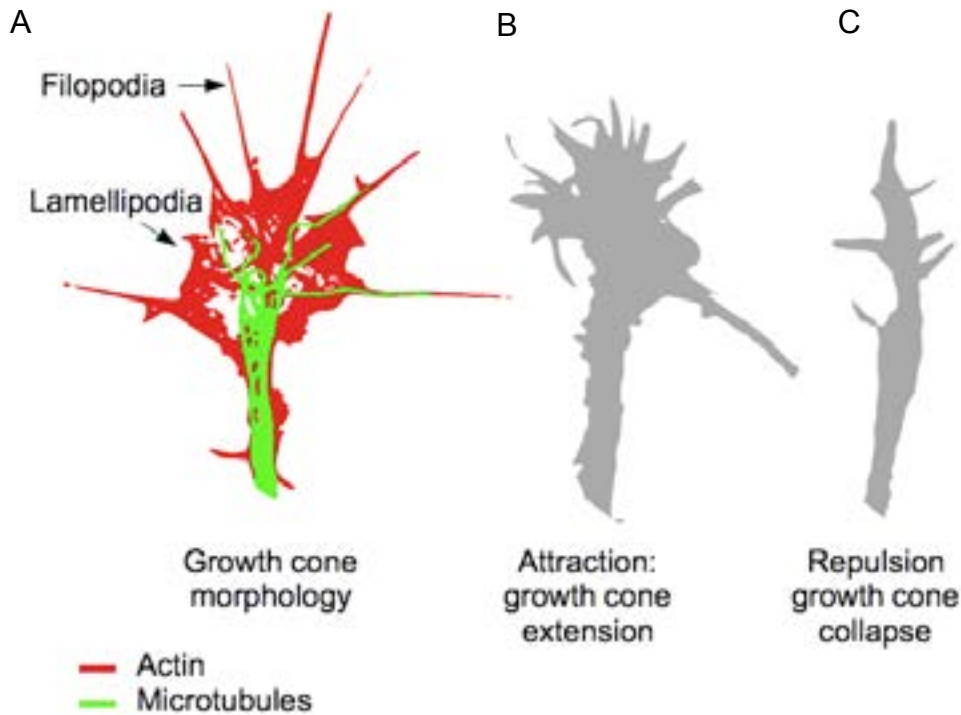 A
B
C
Filopodia
Lamellipodia
Growth cone
morphology
Attraction:
growth cone
extension
Repulsion
growth cone
collapse
Actin
Microtubules